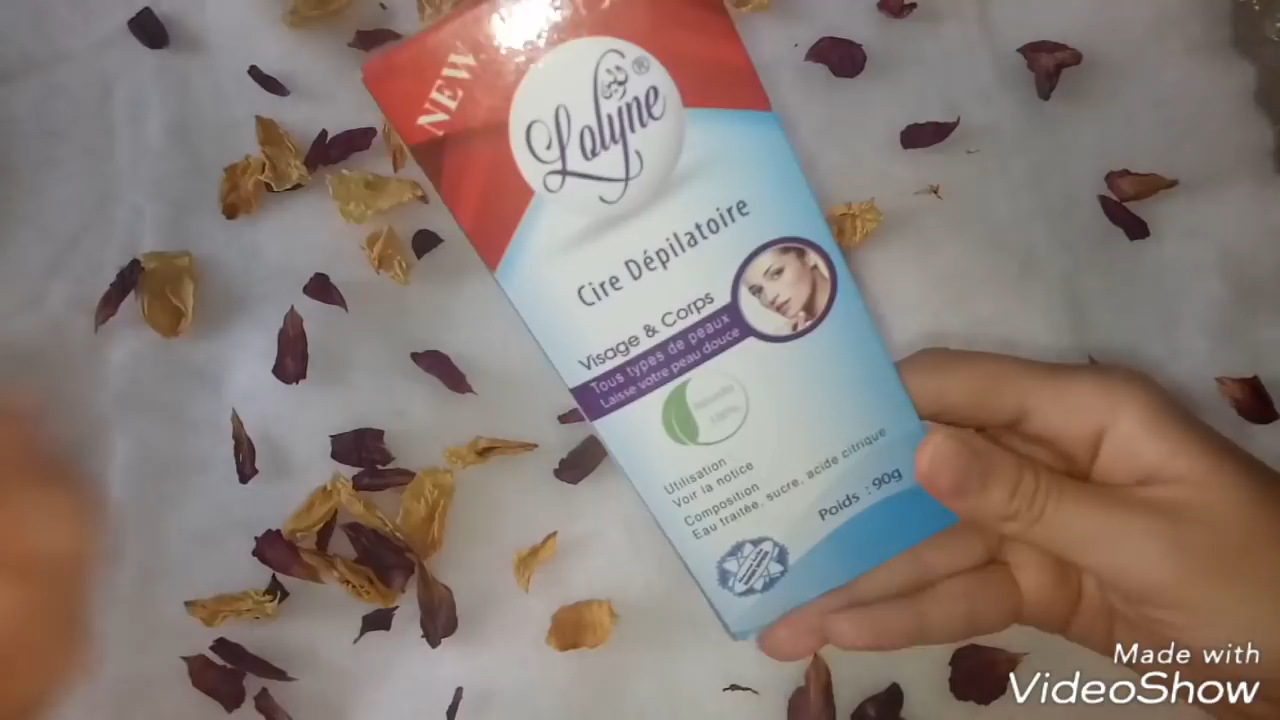 NEW
Lolyne ®
Cire Dépilatoire
Visage & Corps
Tous types de peaux
Laisse votre peau douce
100%
Utilisation
Voir la notice
Composition
Eau traitée, sucre, acide citrique
Poids : 90g
Made with
VideoShow